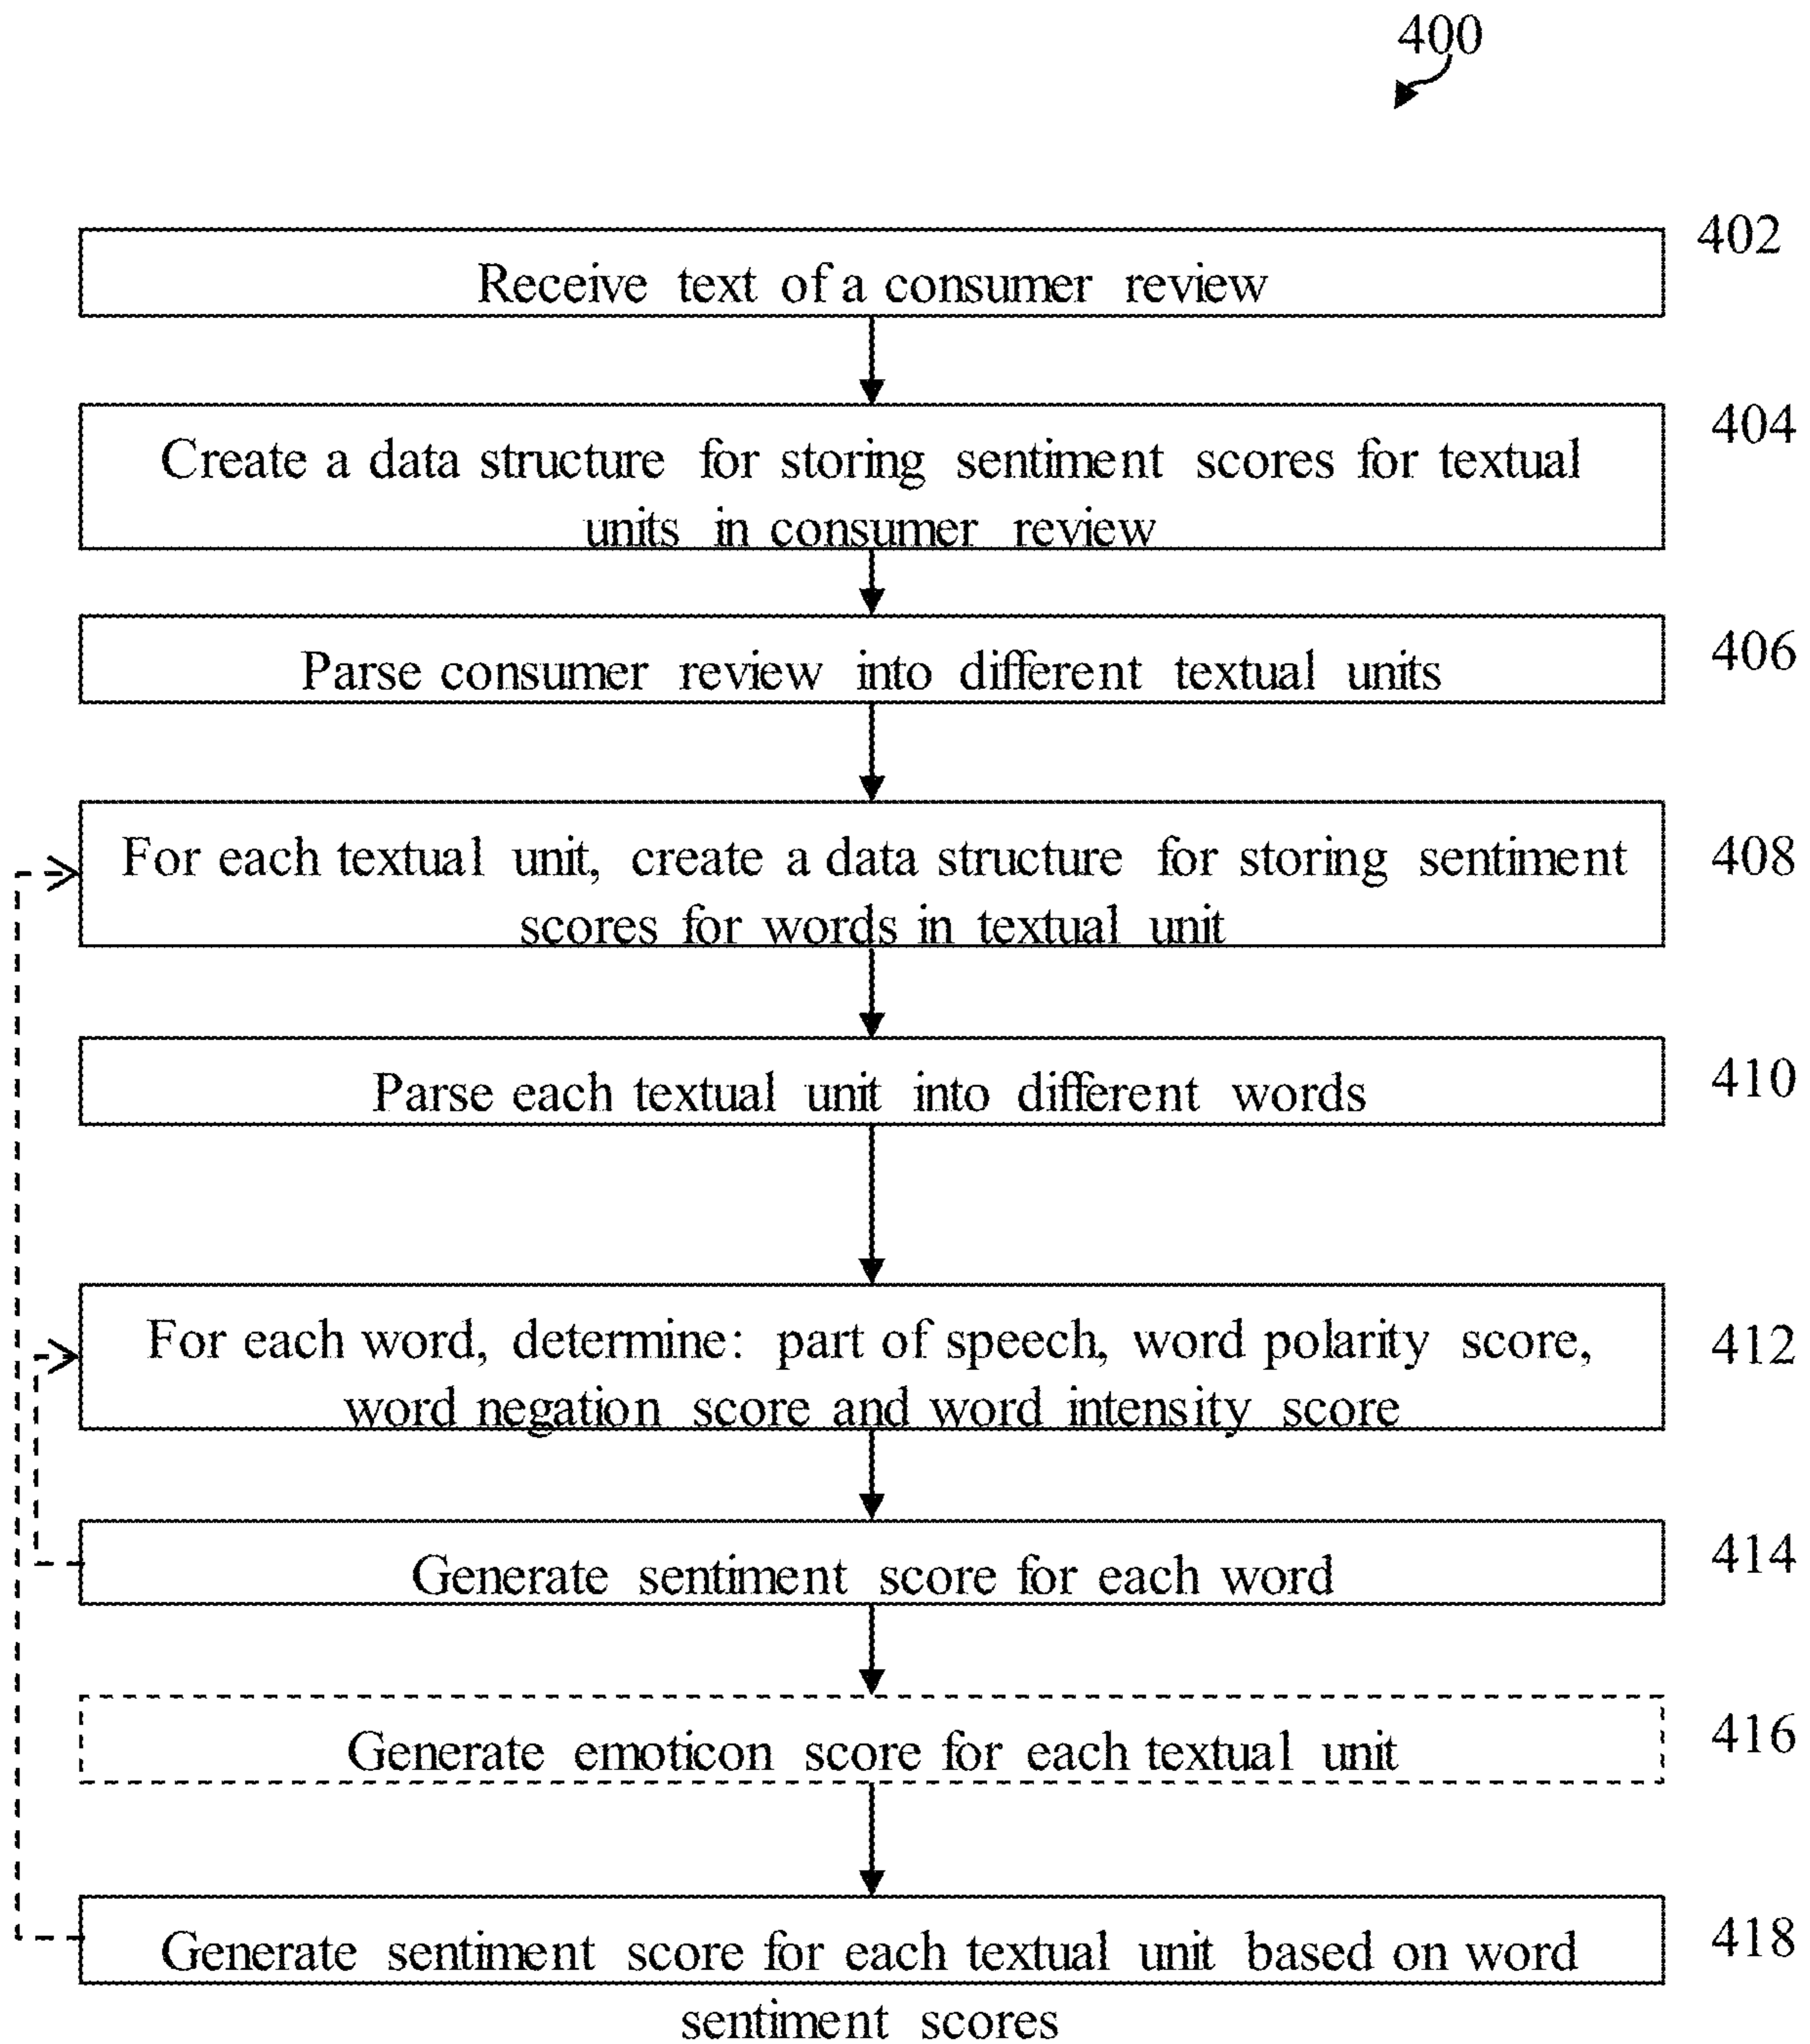 400
402
Receive text of a consumer review
404
Create a data structure for storing sentiment scores for textual
units in consumer review
406
Parse consumer review into different textual units
408
For each textual unit, create a data structure for storing sentiment
scores for words in textual unit
410
Parse each textual unit into different words
412
For each word, determine: part of speech, word polarity score,
word negation score and word intensity score
414
Generate sentiment score for each word
416
Generate emoticon score for each textual unit
418
Generate sentiment score for each textual unit based on word
sentiment scores